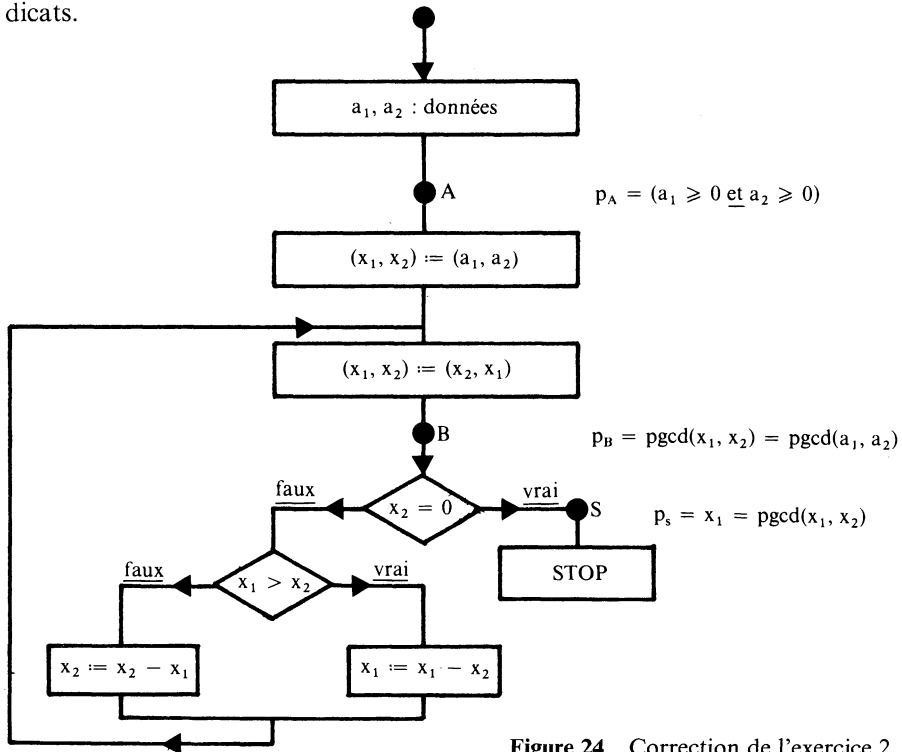 dicats.
a₁, a₂ : données
A
p_A = (a₁ ⩾ 0 et a₂ ⩾ 0)
(x₁, x₂) := (a₁, a₂)
(x₁, x₂) := (x₂, x₁)
B
p_B = pgcd(x₁, x₂) = pgcd(a₁, a₂)
faux
x₂ = 0
vrai
S
p_s = x₁ = pgcd(x₁, x₂)
STOP
faux
x₁ > x₂
vrai
x₂ := x₂ − x₁
x₁ := x₁ − x₂
Figure 24 Correction de l'exercice 2